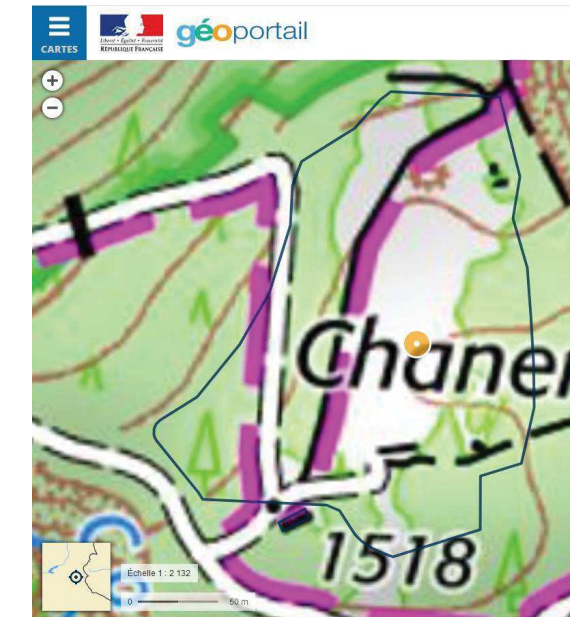 CARTES
Liberté • Égalité • Fraternité
RÉPUBLIQUE FRANÇAISE
géoportail
+
−
Chaner
1518
Échelle 1 : 2 132
0 50 m